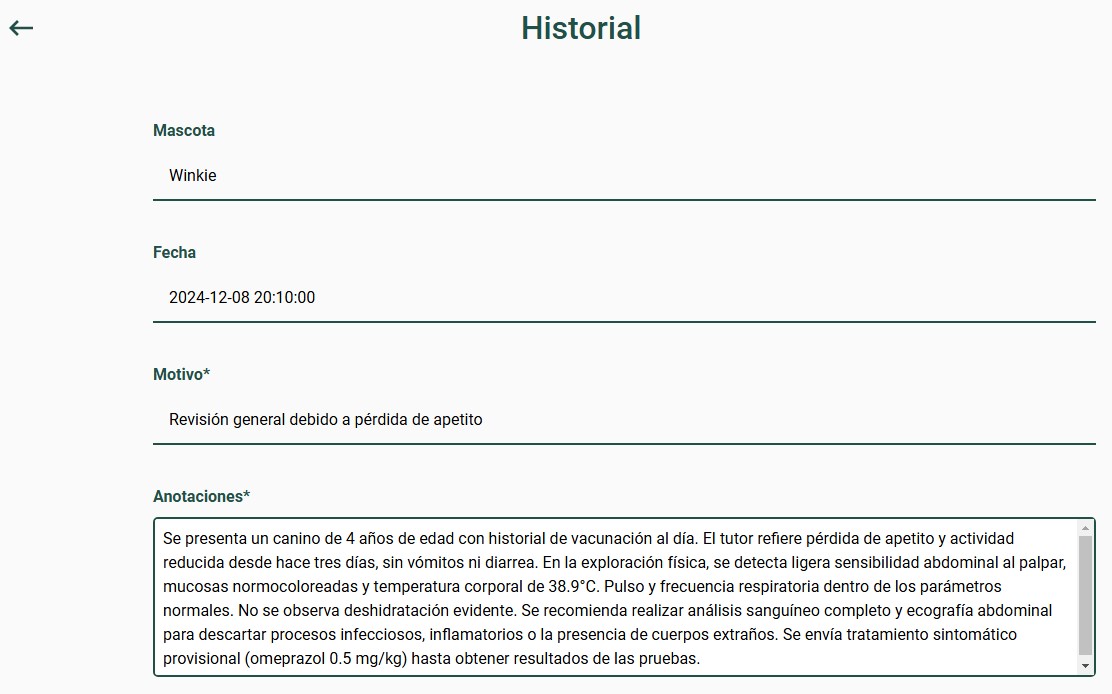 Historial
Mascota
Winkie
Fecha
2024-12-08 20:10:00
Motivo*
Revisión general debido a pérdida de apetito
Anotaciones*
Se presenta un canino de 4 años de edad con historial de vacunación al día. El tutor refiere pérdida de apetito y actividad
reducida desde hace tres días, sin vómitos ni diarrea. En la exploración física, se detecta ligera sensibilidad abdominal al palpar,
mucosas normocoloreadas y temperatura corporal de 38.9°C. Pulso y frecuencia respiratoria dentro de los parámetros
normales. No se observa deshidratación evidente. Se recomienda realizar análisis sanguíneo completo y ecografía abdominal
para descartar procesos infecciosos, inflamatorios o la presencia de cuerpos extraños. Se envía tratamiento sintomático
provisional (omeprazol 0.5 mg/kg) hasta obtener resultados de las pruebas.